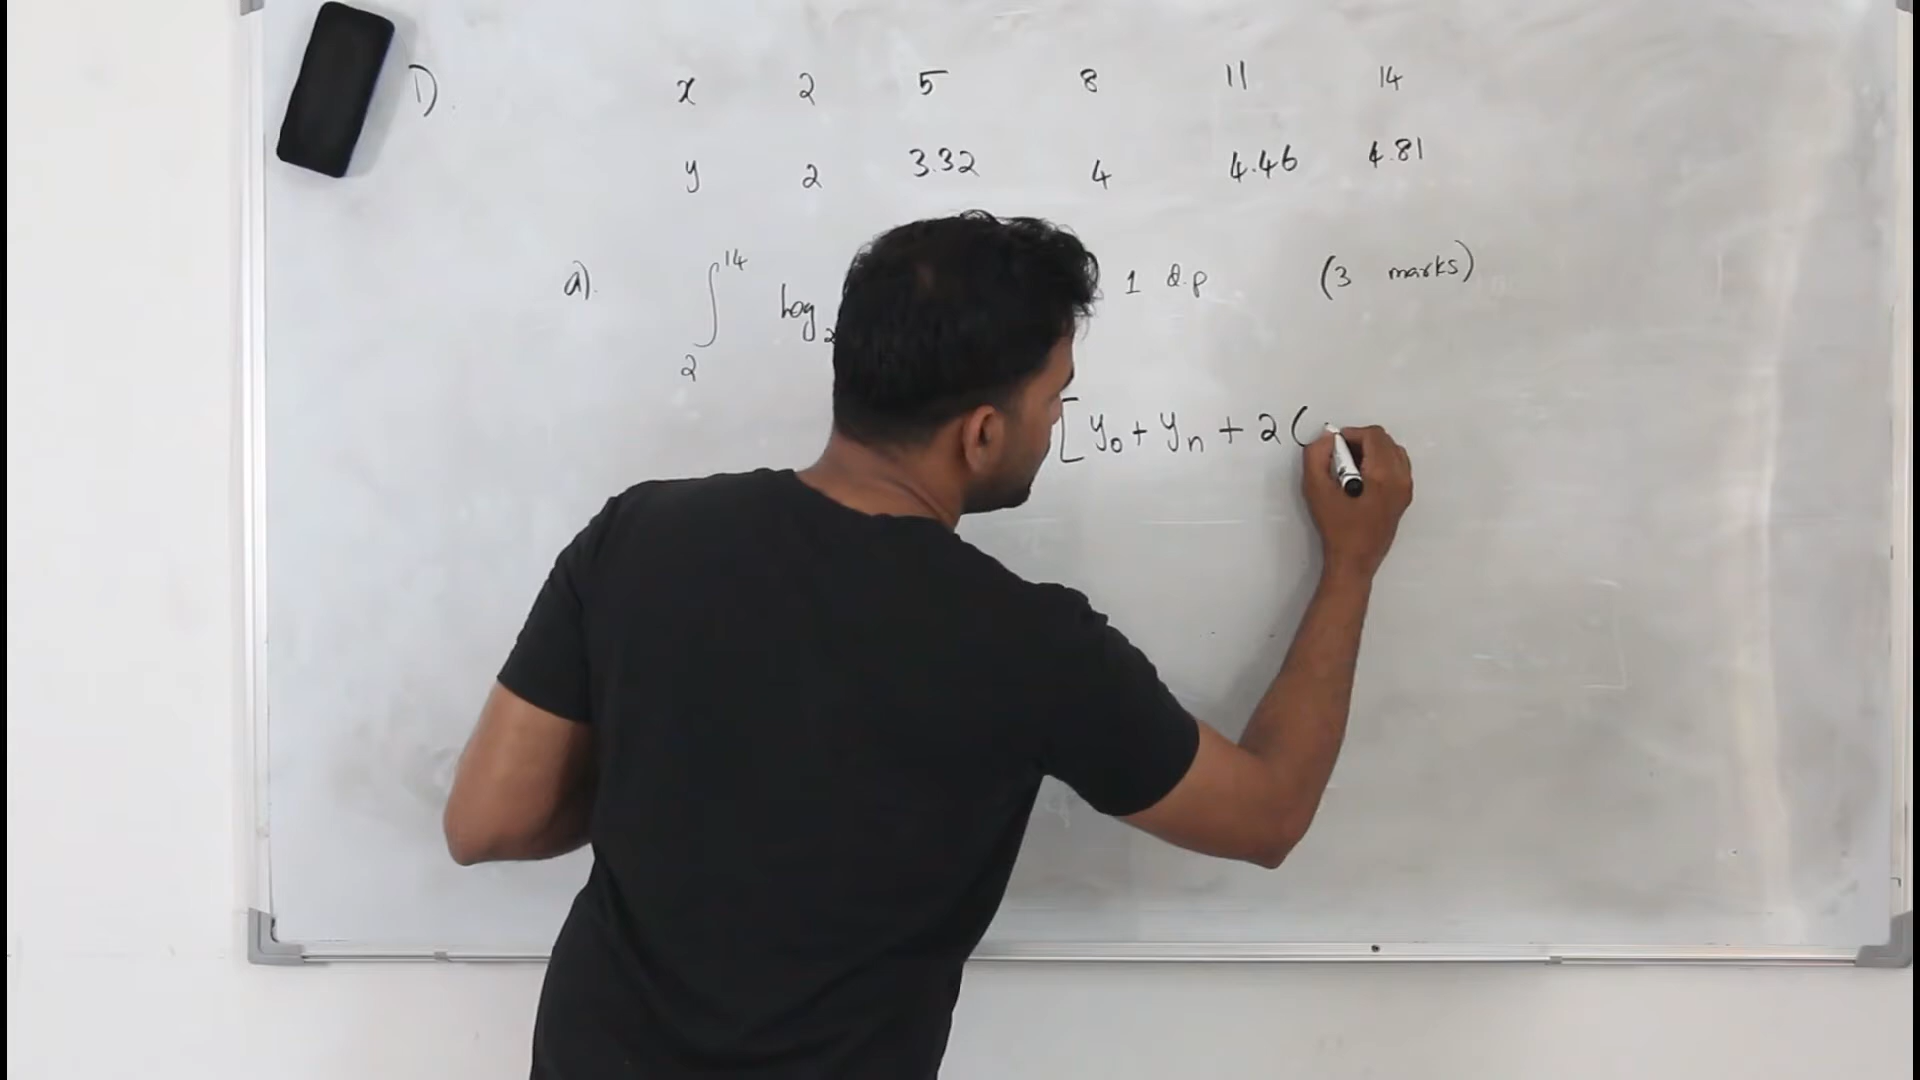 1).
x 2 5 8 11 14
y 2 3.32 4 4.46 4.81
a). ∫₂¹⁴ log₂ 1 d.p (3 marks)
[ y₀ + yₙ + 2 (